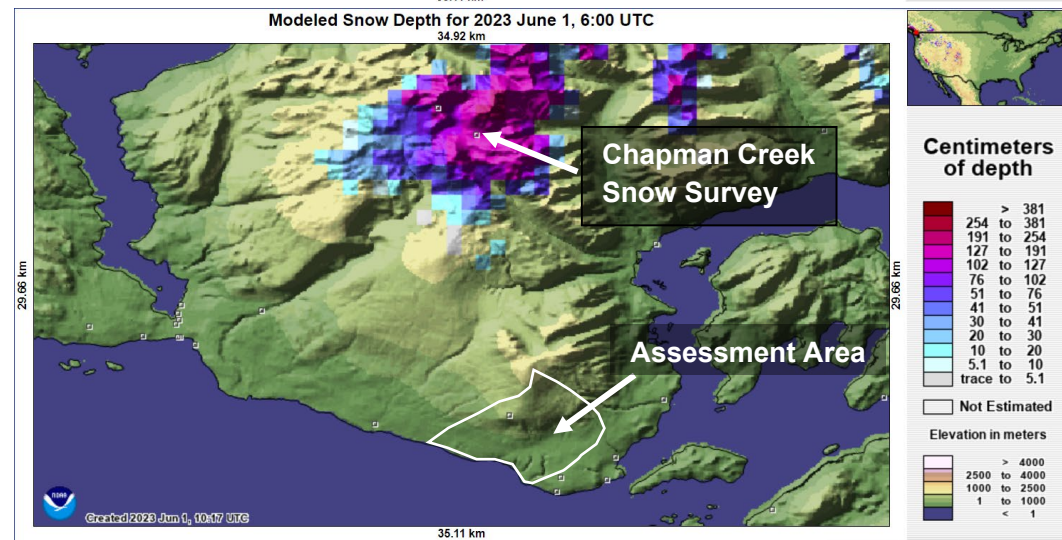 Modeled Snow Depth for 2023 June 1, 6:00 UTC
34.92 km
29.66 km
Chapman Creek
Snow Survey
Assessment Area
29.66 km
NOAA
Created 2023 Jun 1, 10:17 UTC
35.11 km
Centimeters
of depth
> 381
254 to 381
191 to 254
127 to 191
102 to 127
76 to 102
51 to 76
41 to 51
30 to 41
20 to 30
10 to 20
5.1 to 10
trace to 5.1
Not Estimated
Elevation in meters
> 4000
2500 to 4000
1000 to 2500
1 to 1000
< 1